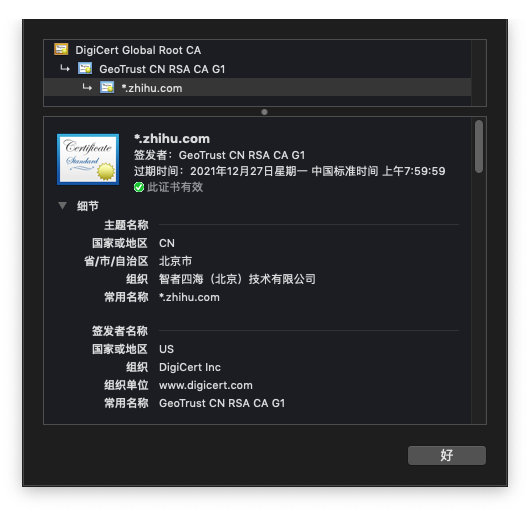 DigiCert Global Root CA
GeoTrust CN RSA CA G1
*.zhihu.com
Certificate
Standard
*.zhihu.com
签发者：GeoTrust CN RSA CA G1
过期时间：2021年12月27日星期一 中国标准时间 上午7:59:59
此证书有效
细节
主题名称
国家或地区 CN
省/市/自治区 北京市
组织 智者四海（北京）技术有限公司
常用名称 *.zhihu.com
签发者名称
国家或地区 US
组织 DigiCert Inc
组织单位 www.digicert.com
常用名称 GeoTrust CN RSA CA G1
好